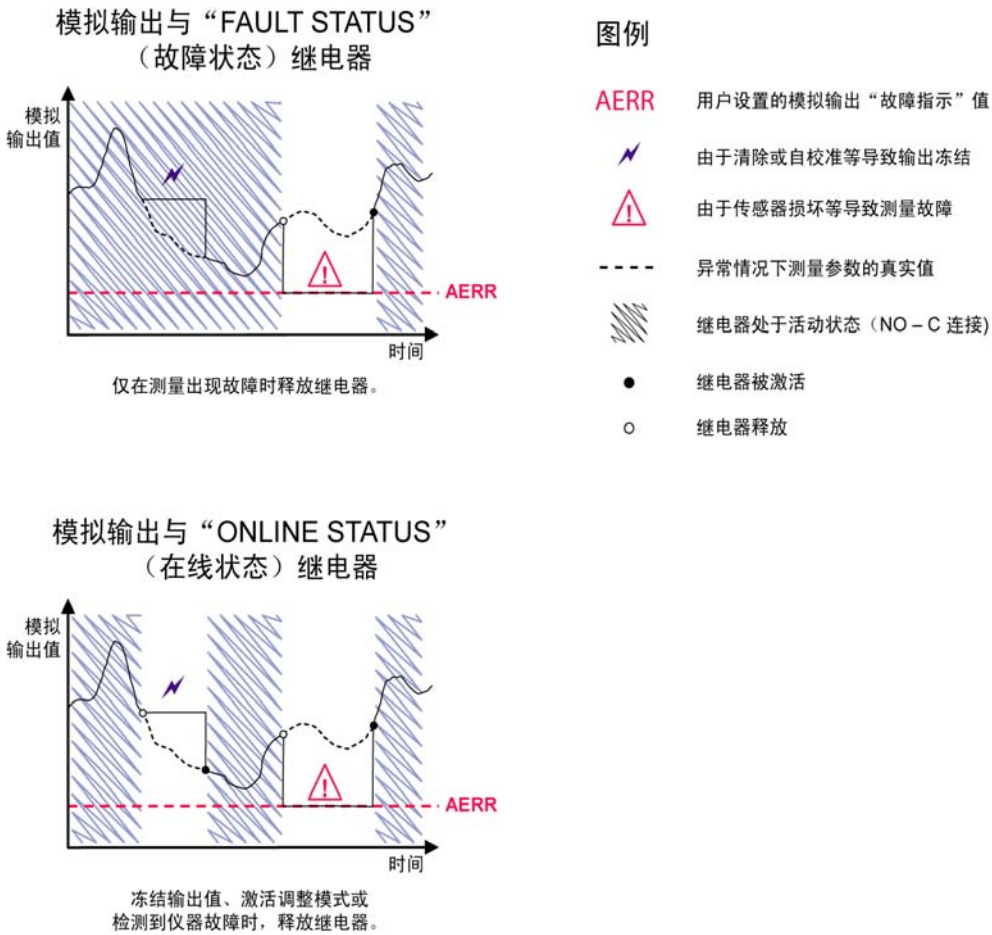 模拟输出与“FAULT STATUS”
（故障状态）继电器
模拟
输出值
AERR
时间
仅在测量出现故障时释放继电器。
图例
AERR 用户设置的模拟输出“故障指示”值
由于清除或自校准等导致输出冻结
由于传感器损坏等导致测量故障
异常情况下测量参数的真实值
继电器处于活动状态（NO – C 连接)
继电器被激活
继电器释放
模拟输出与“ONLINE STATUS”
（在线状态）继电器
模拟
输出值
AERR
时间
冻结输出值、激活调整模式或
检测到仪器故障时，释放继电器。